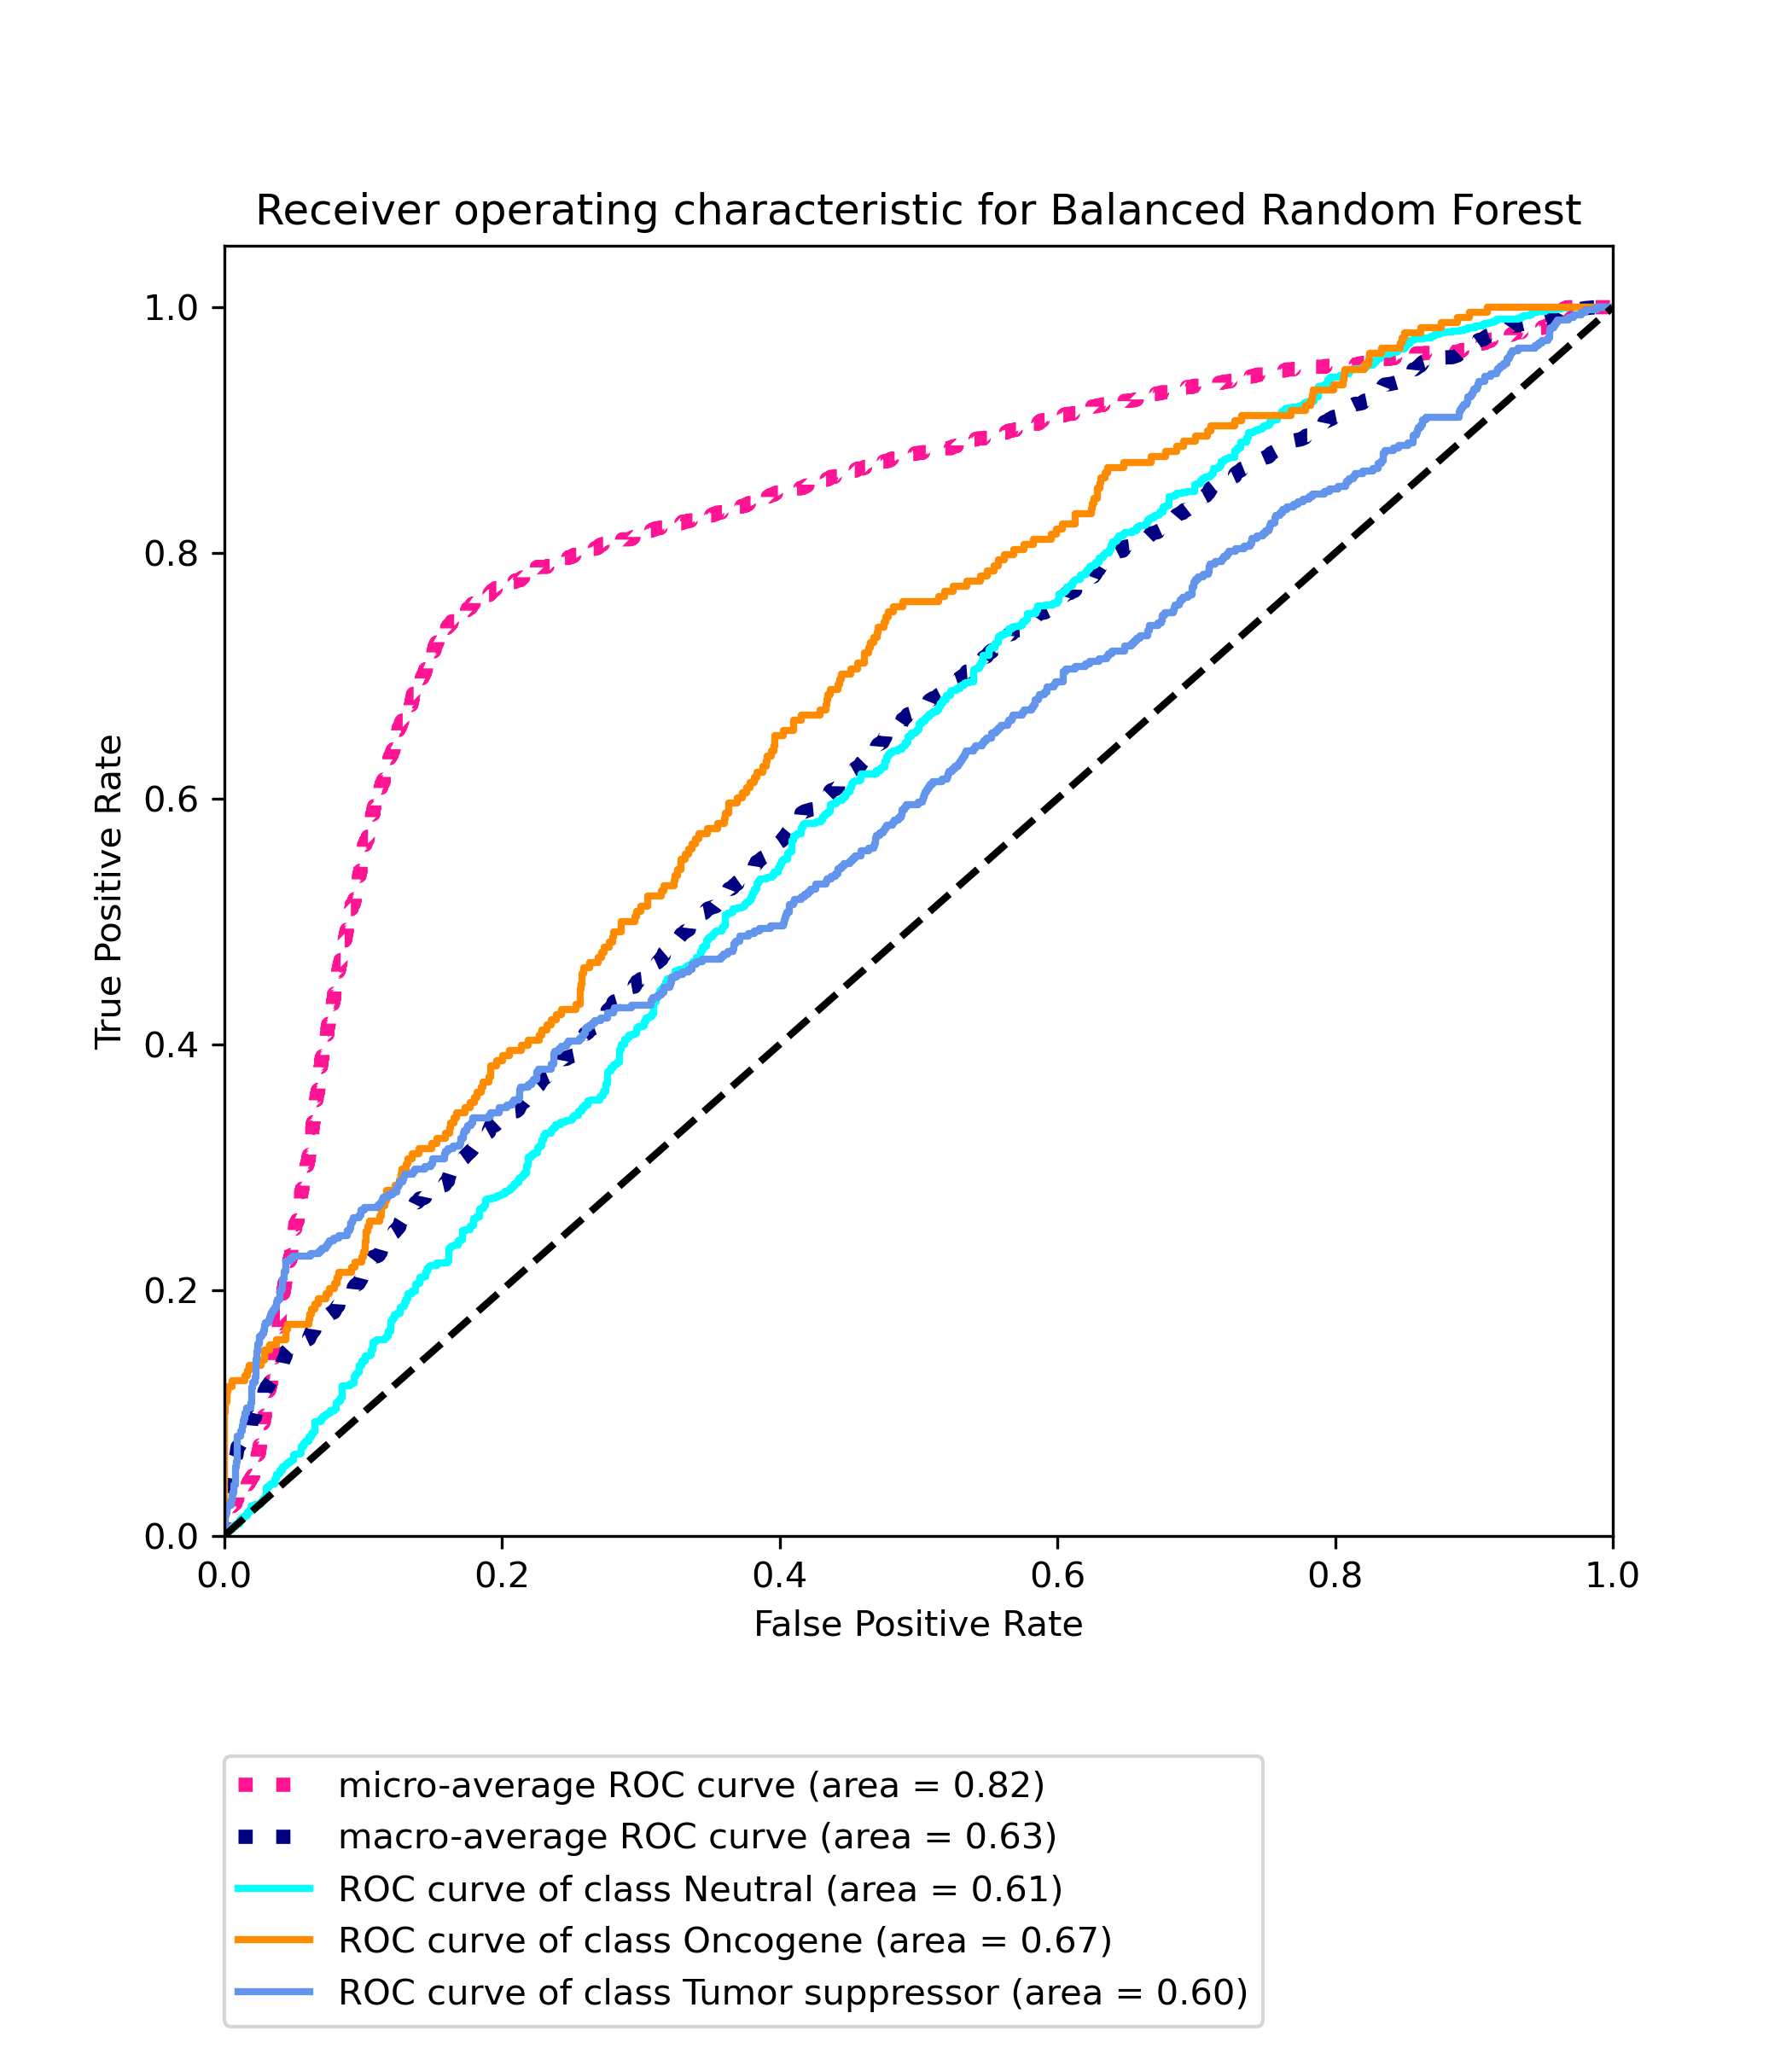 Receiver operating characteristic for Balanced Random Forest
1.0
0.8
0.6
0.4
0.2
0.0
True Positive Rate
0.0 0.2 0.4 0.6 0.8 1.0
False Positive Rate
micro-average ROC curve (area = 0.82)
macro-average ROC curve (area = 0.63)
ROC curve of class Neutral (area = 0.61)
ROC curve of class Oncogene (area = 0.67)
ROC curve of class Tumor suppressor (area = 0.60)